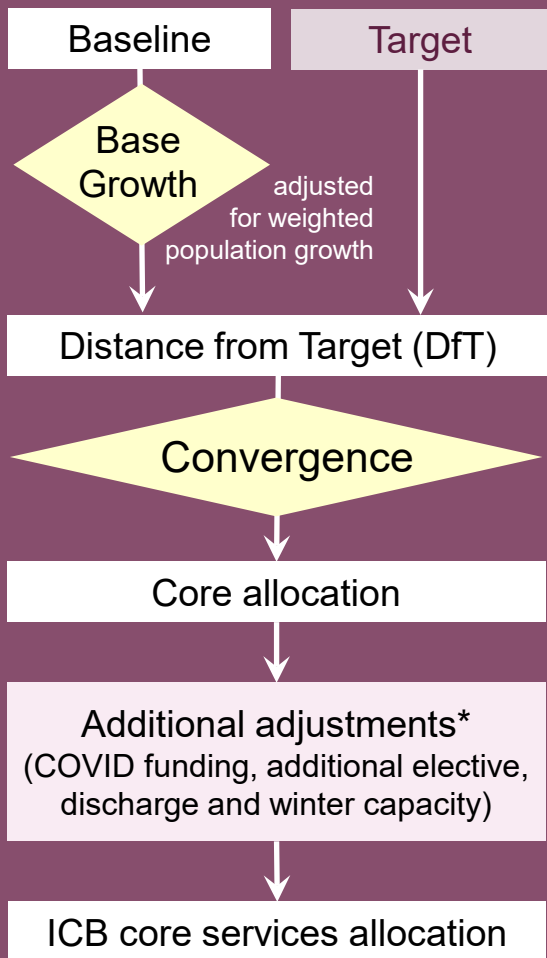 Baseline
Target
Base
Growth
adjusted
for weighted
population growth
Distance from Target (DfT)
Convergence
Core allocation
Additional adjustments*
(COVID funding, additional elective,
discharge and winter capacity)
ICB core services allocation